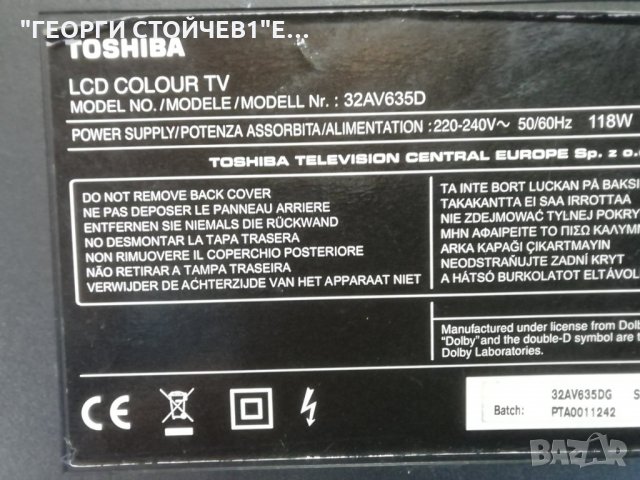 "ГЕОРГИ СТОЙЧЕВ1"Е...
TOSHIBA
LCD COLOUR TV
MODEL NO./MODELE/MODELL Nr. : 32AV635D
POWER SUPPLY/POTENZA ASSORBITA/ALIMENTATION : 220-240V~ 50/60Hz 118W
TOSHIBA TELEVISION CENTRAL EUROPE Sp. z o.
DO NOT REMOVE BACK COVER
NE PAS DEPOSER LE PANNEAU ARRIERE
ENTFERNEN SIE NIEMALS DIE RÜCKWAND
NO DESMONTAR LA TAPA TRASERA
NON RIMUOVERE IL COPERCHIO POSTERIORE
NÃO RETIRAR A TAMPA TRASEIRA
VERWIJDER DE ACHTERZIJDE VAN HET APPARAAT NIET
TA INTE BORT LUCKAN PÅ BAKSI
TAKAKANTTA EI SAA IRROTTAA
NIE ZDEJMOWAĆ TYLNEJ POKRY
ΜΗΝ ΑΦΑΙΡΕΙΤΕ ΤΟ ΠΙΣΩ ΚΑΛΥΜΜ
ARKA KAPAĞI ÇIKARTMAYIN
NEODSTRAŇUJTE ZADNÍ KRYT
A HÁTSÓ BURKOLATOT ELTÁVOL
Manufactured under license from Dolb
"Dolby" and the double-D symbol are t
Dolby Laboratories.
CE
32AV635DG S
Batch: PTA0011242
BAZAR